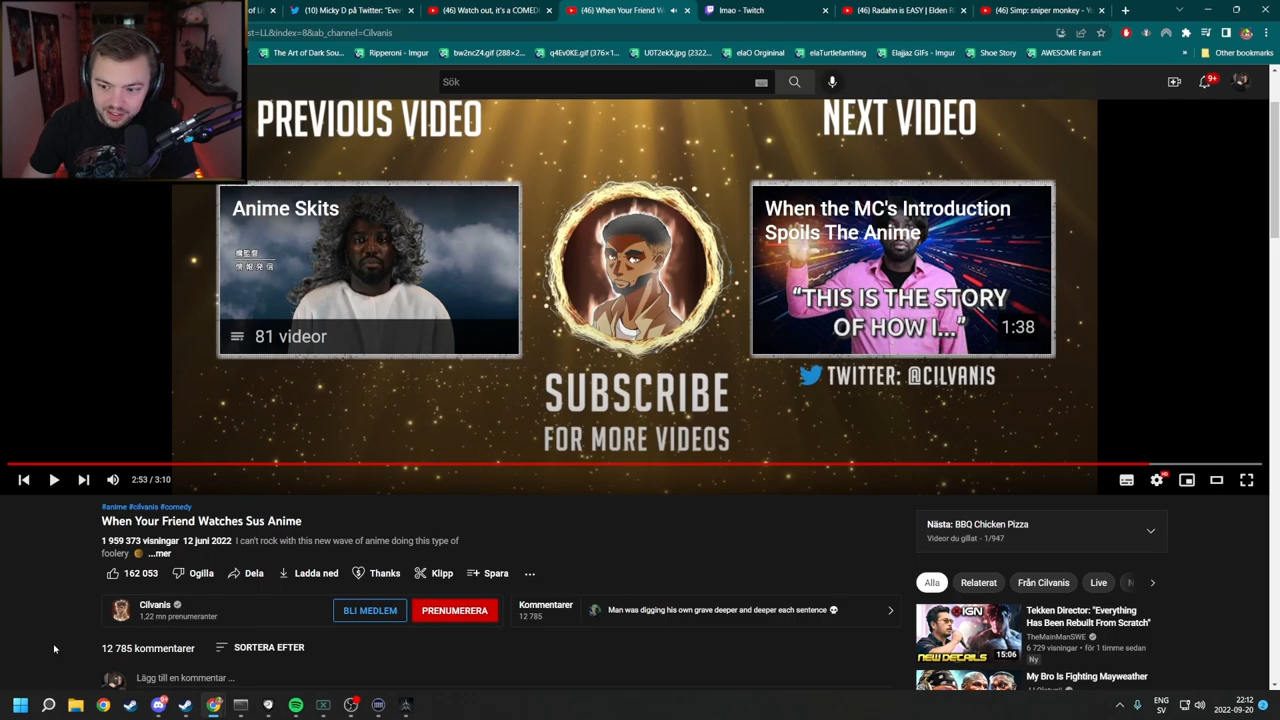 of Li
(10) Micky D på Twitter: "Ever
(46) Watch out, it's a COMED
(46) When Your Friend W
lmao - Twitch
(46) Radahn is EASY | Elden R
(46) Simp: sniper monkey - Y
st=LL&index=8&ab_channel=Cilvanis
The Art of Dark Sou...
Ripperoni - Imgur
bw2ncZ4.gif (288×2...
q4Ev0KE.gif (376×1...
U0T2ekX.jpg (2322...
elaO Orgininal
elaTurtlefanthing
Elajjaz GIFs - Imgur
Shoe Story
AWESOME Fan art
»
Other bookmarks
Sök
9+
PREVIOUS VIDEO
NEXT VIDEO
Anime Skits
81 videor
When the MC's Introduction
Spoils The Anime
"THIS IS THE STORY
OF HOW I..."
1:38
TWITTER: @CILVANIS
SUBSCRIBE
FOR MORE VIDEOS
2:53 / 3:10
HD
#anime #cilvanis #comedy
When Your Friend Watches Sus Anime
1 959 373 visningar 12 juni 2022 I can't rock with this new wave of anime doing this type of
foolery ...mer
162 053
Ogilla
Dela
Ladda ned
Thanks
Klipp
Spara
Cilvanis
1,22 mn prenumeranter
BLI MEDLEM
PRENUMERERA
Kommentarer
12 785
Man was digging his own grave deeper and deeper each sentence
12 785 kommentarer
SORTERA EFTER
Lägg till en kommentar ...
Nästa: BBQ Chicken Pizza
Videor du gillat - 1/947
Alla
Relaterat
Från Cilvanis
Live
IGN
NEW DETAILS
15:06
Tekken Director: "Everything
Has Been Rebuilt From Scratch"
TheMainManSWE
6 729 visningar • för 1 timme
sedan
Ny
My Bro Is Fighting Mayweather
ENG
SV
22:12
2022-09-20
2